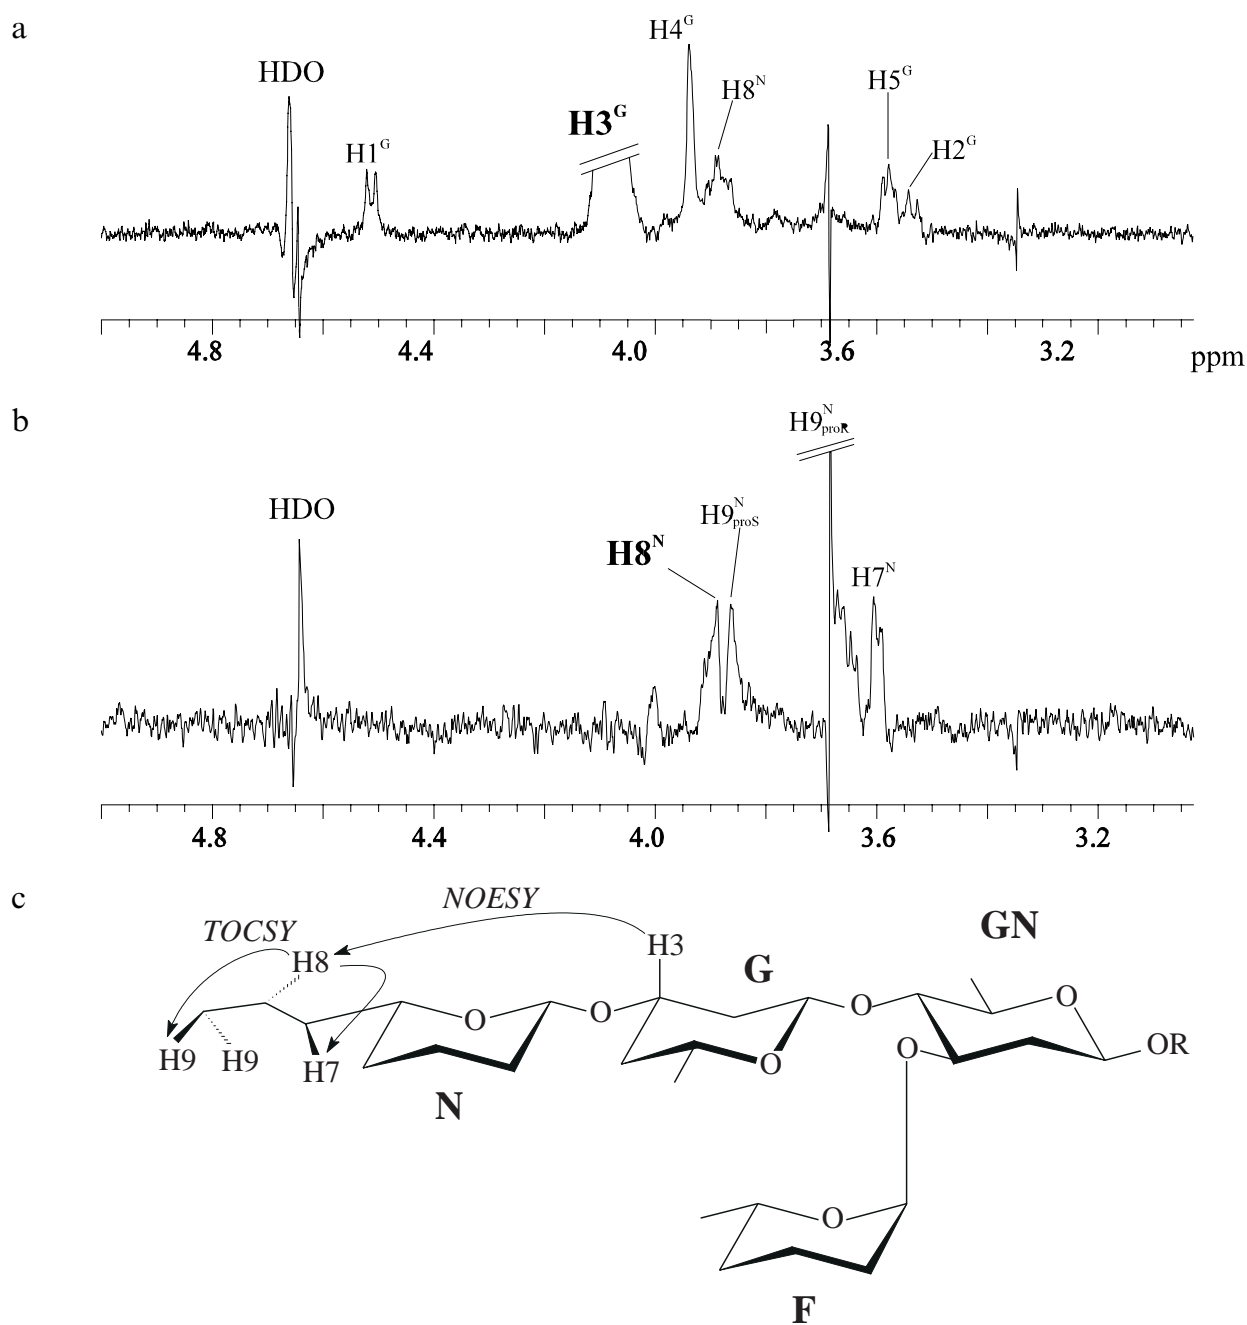 a
H4ᴳ
HDO
H8ᴺ
H5ᴳ
H3ᴳ
H1ᴳ
H2ᴳ
4.8 4.4 4.0 3.6 3.2 ppm
b
H9ᴺproR
HDO
H9ᴺproS
H8ᴺ
H7ᴺ
4.8 4.4 4.0 3.6 3.2
c
NOESY
TOCSY
GN
H3
H8
G
O
O
O
O
O
H9 H9 H7
O
O
OR
N
O
F